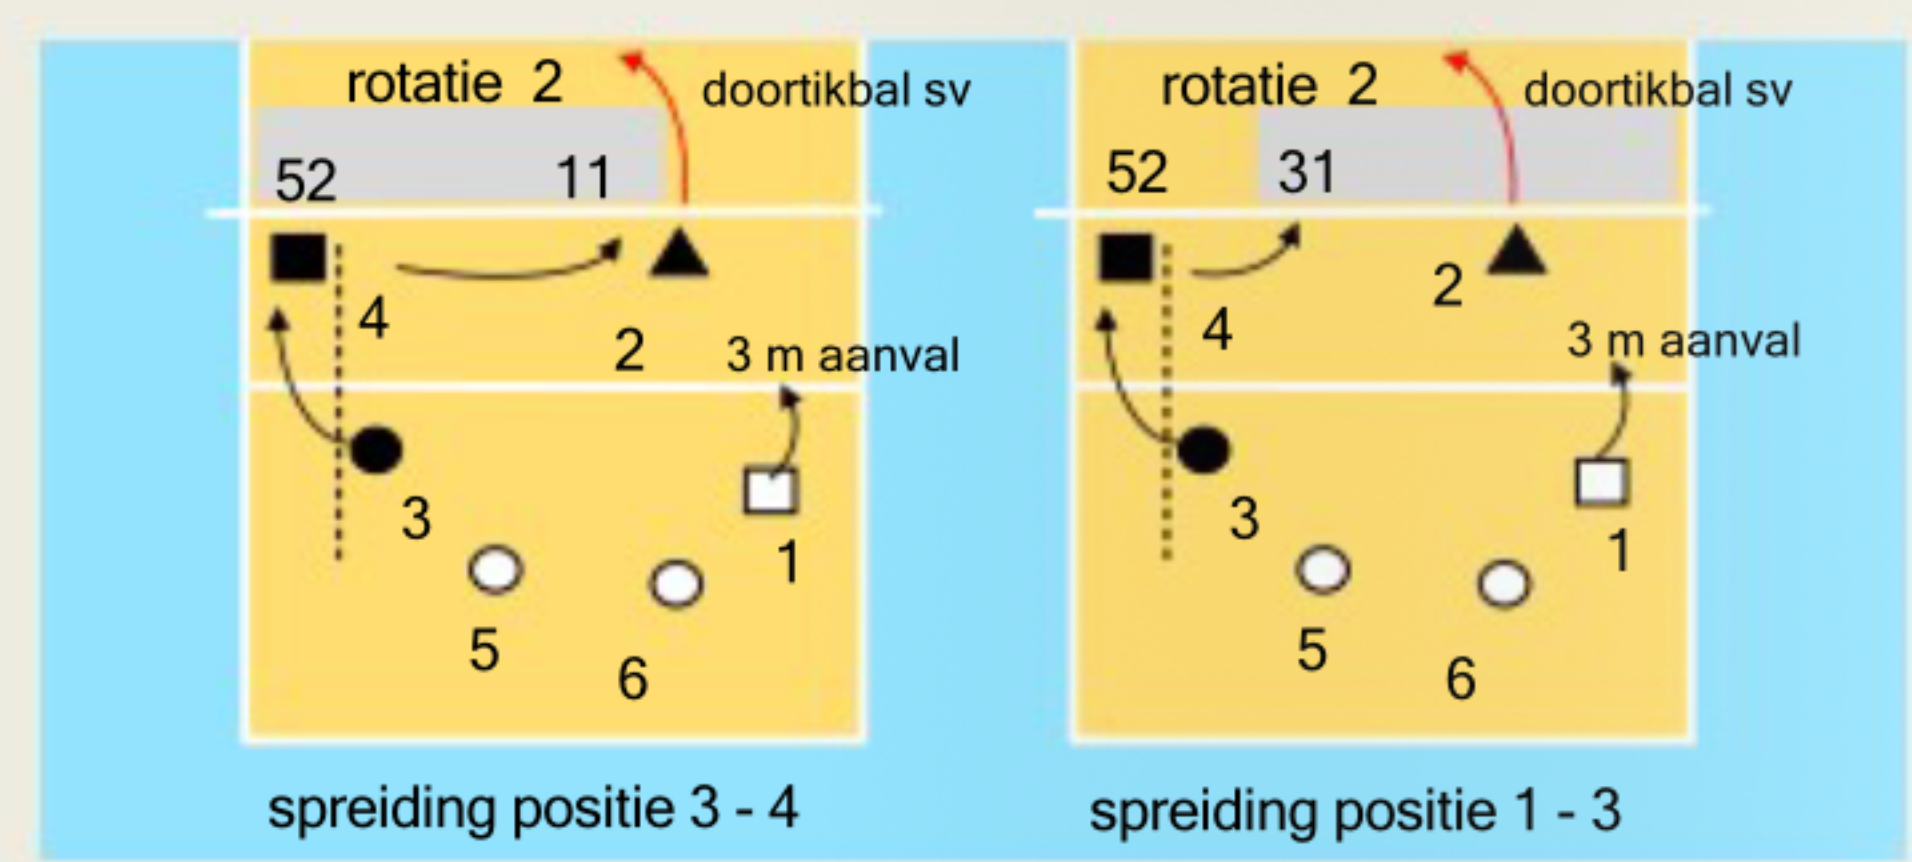 rotatie 2
doortikbal sv
52
11
4
2
3 m aanval
3
1
5
6
spreiding positie 3 - 4
rotatie 2
doortikbal sv
52
31
2
4
3 m aanval
3
1
5
6
spreiding positie 1 - 3